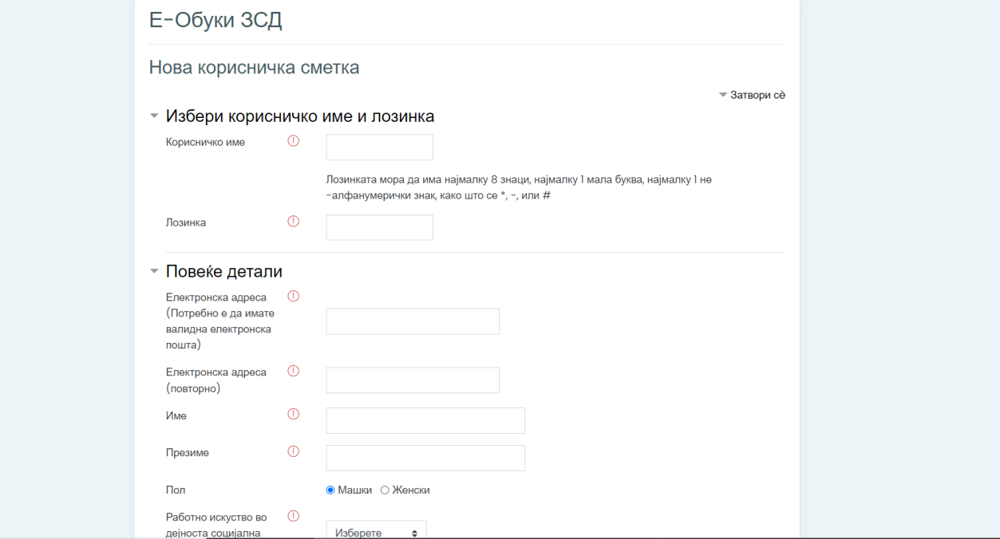 Е-Обуки ЗСД
Нова корисничка сметка
Затвори сѐ
Избери корисничко име и лозинка
Корисничко име
Лозинката мора да има најмалку 8 знаци, најмалку 1 мала буква, најмалку 1 не
-алфанумерички знак, како што се *, -, или #
Лозинка
Повеќе детали
Електронска адреса
(Потребно е да имате
валидна електронска
пошта)
Електронска адреса
(повторно)
Име
Презиме
Пол
Машки Женски
Работно искуство во
дејноста социјална
Изберете